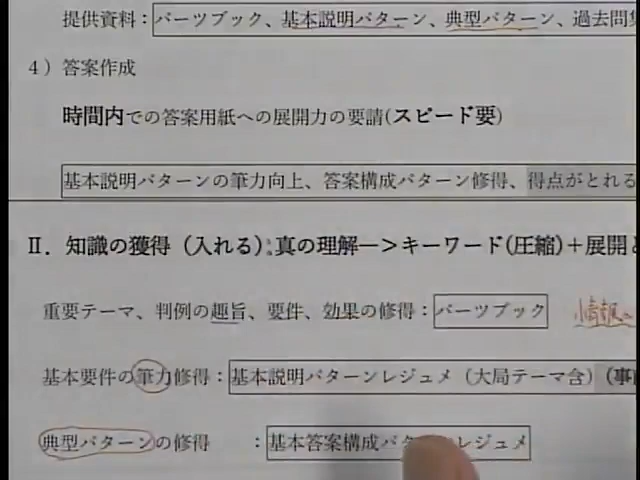 提供資料：パーツブック、基本説明パターン、典型パターン、過去問集
4）答案作成
時間内での答案用紙への展開力の要請(スピード要)
基本説明パターンの筆力向上、答案構成パターン修得、得点がとれる
Ⅱ．知識の獲得（入れる）：真の理解―＞キーワード(圧縮)＋展開と
重要テーマ、判例の趣旨、要件、効果の修得：パーツブック 情報
基本要件の筆力修得：基本説明パターンレジュメ（大局テーマ含）（事
典型パターンの修得 ：基本答案構成パターンレジュメ